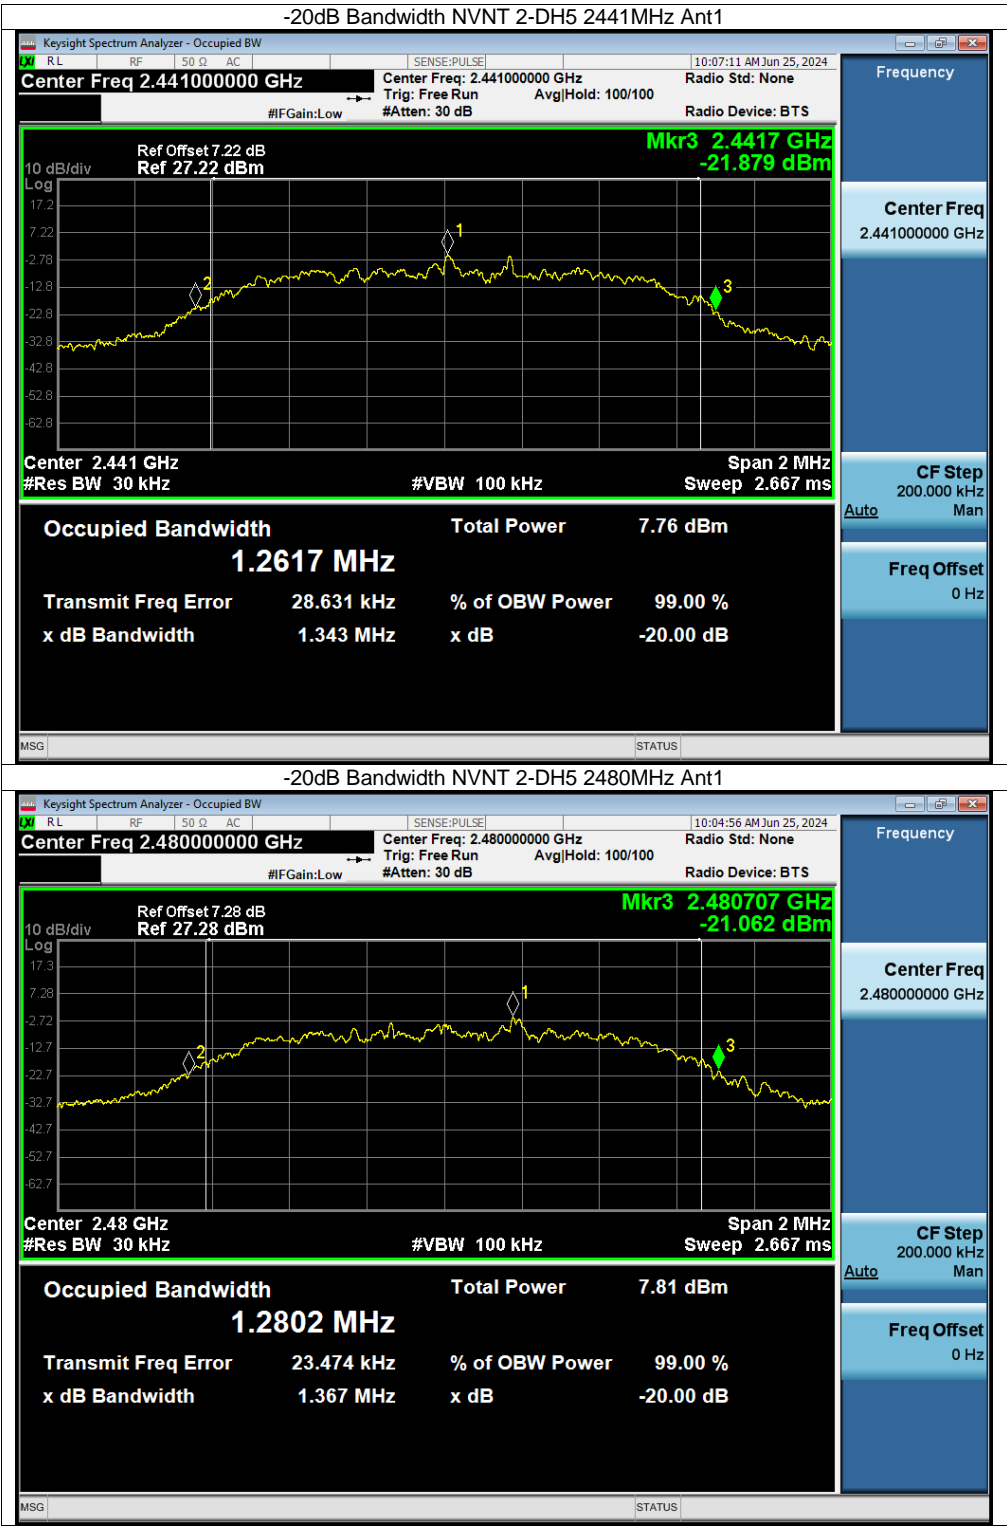 -20dB Bandwidth NVNT 2-DH5 2441MHz Ant1
Keysight Spectrum Analyzer - Occupied BW
LXI RL RF 50 Ω AC SENSE:PULSE 10:07:11 AM Jun 25, 2024
Center Freq 2.441000000 GHz
Center Freq: 2.441000000 GHz
Radio Std: None
Trig: Free Run Avg|Hold: 100/100
#IFGain:Low
#Atten: 30 dB
Radio Device: BTS
Frequency
Mkr3 2.4417 GHz
-21.879 dBm
Ref Offset 7.22 dB
10 dB/div Ref 27.22 dBm
Log
17.2
7.22
-2.78
-12.8
-22.8
-32.8
-42.8
-52.8
-62.8
1
2
3
Center Freq
2.441000000 GHz
Center 2.441 GHz Span 2 MHz
#Res BW 30 kHz #VBW 100 kHz Sweep 2.667 ms
CF Step
200.000 kHz
Auto Man
Occupied Bandwidth Total Power 7.76 dBm
1.2617 MHz
Freq Offset
0 Hz
Transmit Freq Error 28.631 kHz % of OBW Power 99.00 %
x dB Bandwidth 1.343 MHz x dB -20.00 dB
MSG STATUS
-20dB Bandwidth NVNT 2-DH5 2480MHz Ant1
Keysight Spectrum Analyzer - Occupied BW
LXI RL RF 50 Ω AC SENSE:PULSE 10:04:56 AM Jun 25, 2024
Center Freq 2.480000000 GHz
Center Freq: 2.480000000 GHz
Radio Std: None
Trig: Free Run Avg|Hold: 100/100
#IFGain:Low
#Atten: 30 dB
Radio Device: BTS
Frequency
Mkr3 2.480707 GHz
-21.062 dBm
Ref Offset 7.28 dB
10 dB/div Ref 27.28 dBm
Log
17.3
7.28
-2.72
-12.7
-22.7
-32.7
-42.7
-52.7
-62.7
1
2
3
Center Freq
2.480000000 GHz
Center 2.48 GHz Span 2 MHz
#Res BW 30 kHz #VBW 100 kHz Sweep 2.667 ms
CF Step
200.000 kHz
Auto Man
Occupied Bandwidth Total Power 7.81 dBm
1.2802 MHz
Freq Offset
0 Hz
Transmit Freq Error 23.474 kHz % of OBW Power 99.00 %
x dB Bandwidth 1.367 MHz x dB -20.00 dB
MSG STATUS